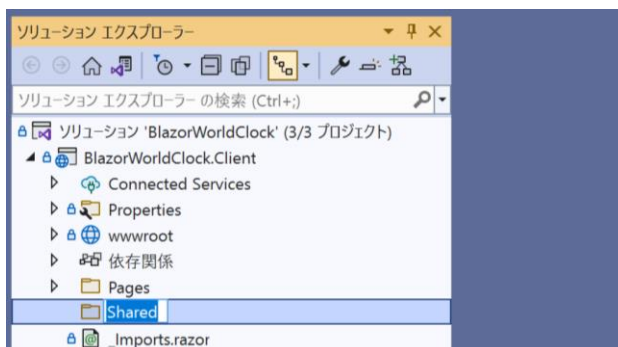 ソリューション エクスプローラー
ソリューション エクスプローラー の検索 (Ctrl+;)
ソリューション 'BlazorWorldClock' (3/3 プロジェクト)
BlazorWorldClock.Client
Connected Services
Properties
wwwroot
依存関係
Pages
Shared
_Imports.razor